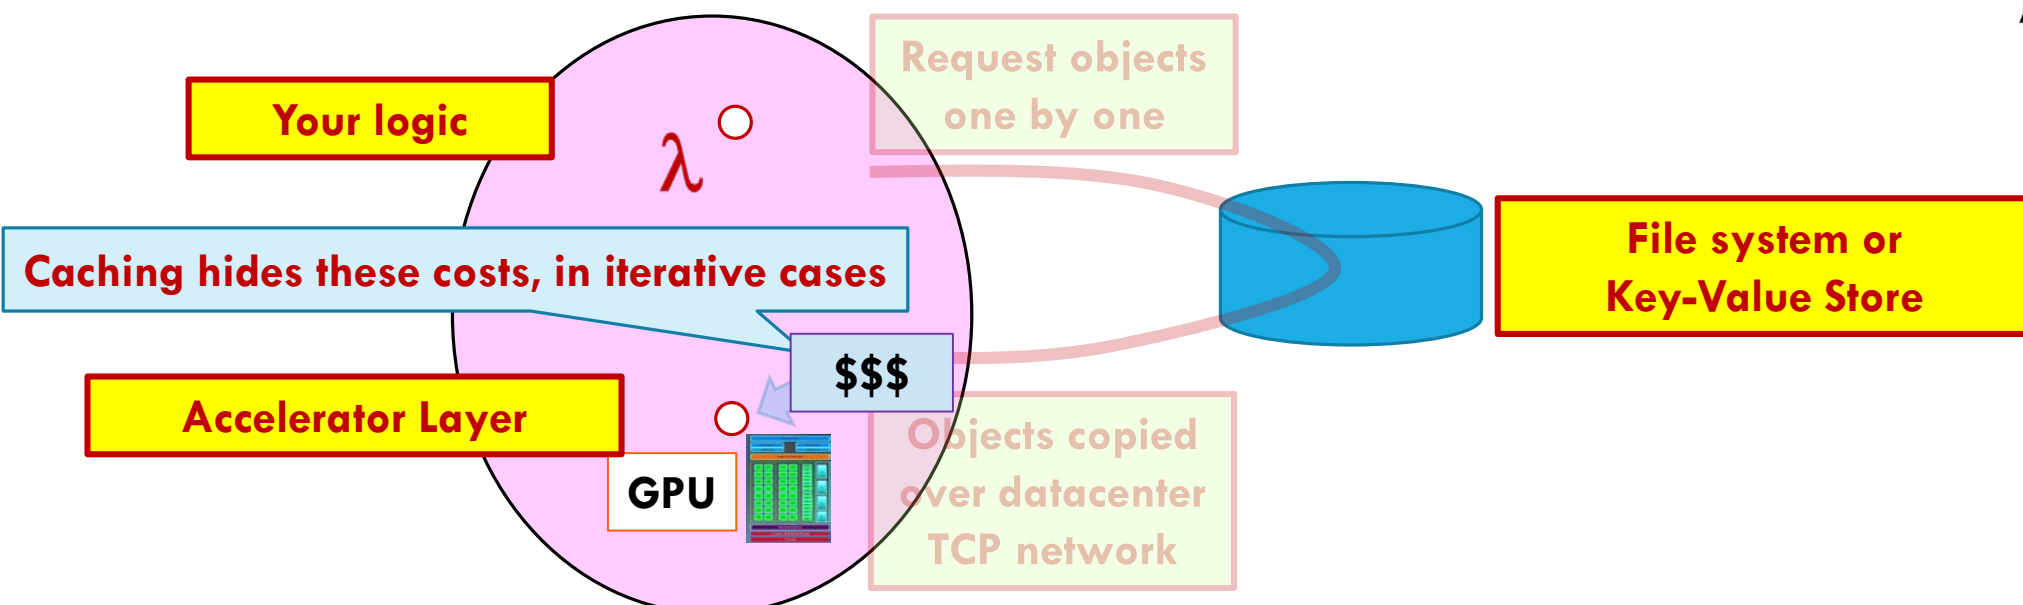 Request objects
one by one
Your logic
λ
File system or
Key-Value Store
Caching hides these costs, in iterative cases
$$$
Accelerator Layer
Objects copied
over datacenter
TCP network
GPU